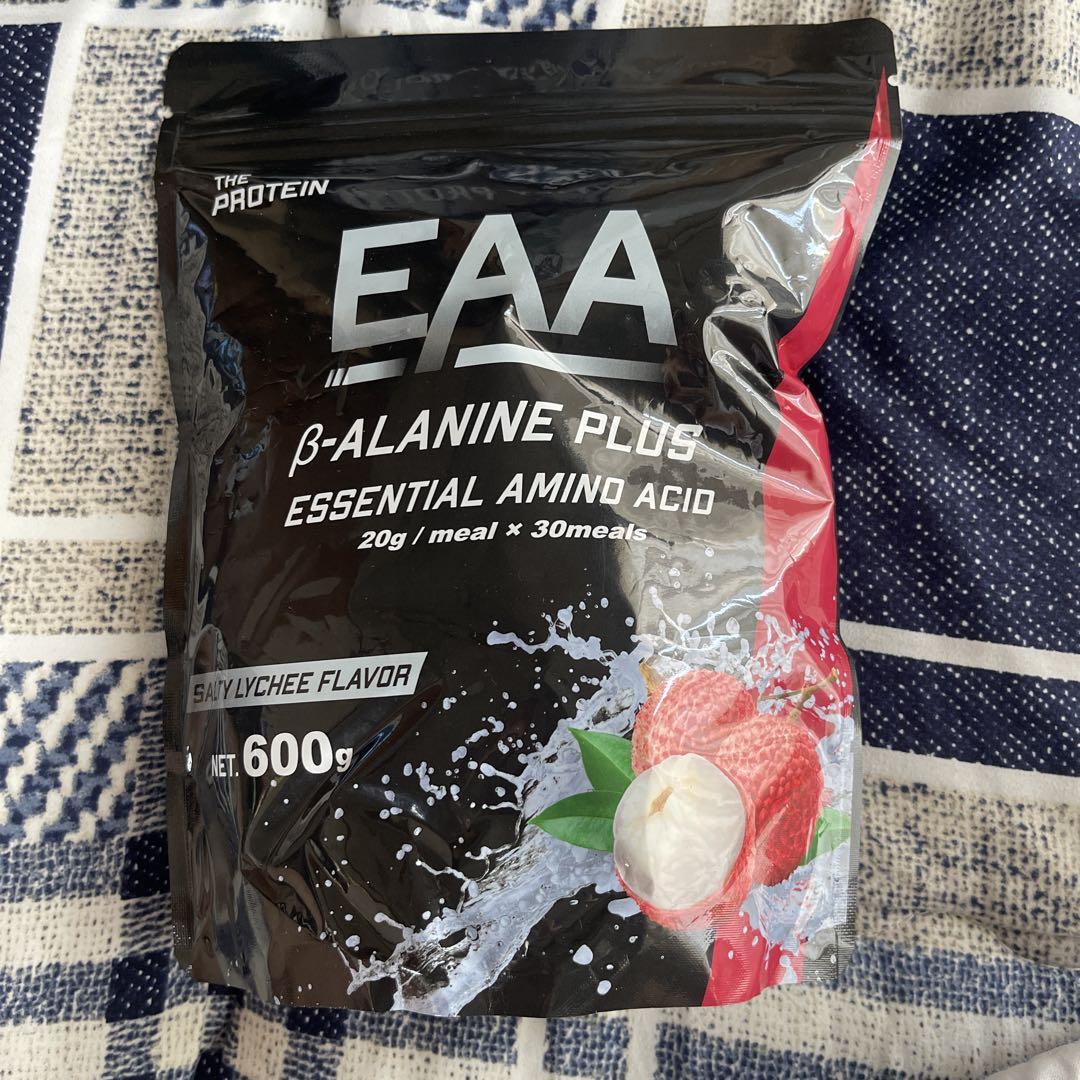 THE
PROTEIN
EAA
β-ALANINE PLUS
ESSENTIAL AMINO ACID
20g / meal × 30meals
SALTY LYCHEE FLAVOR
NET. 600g